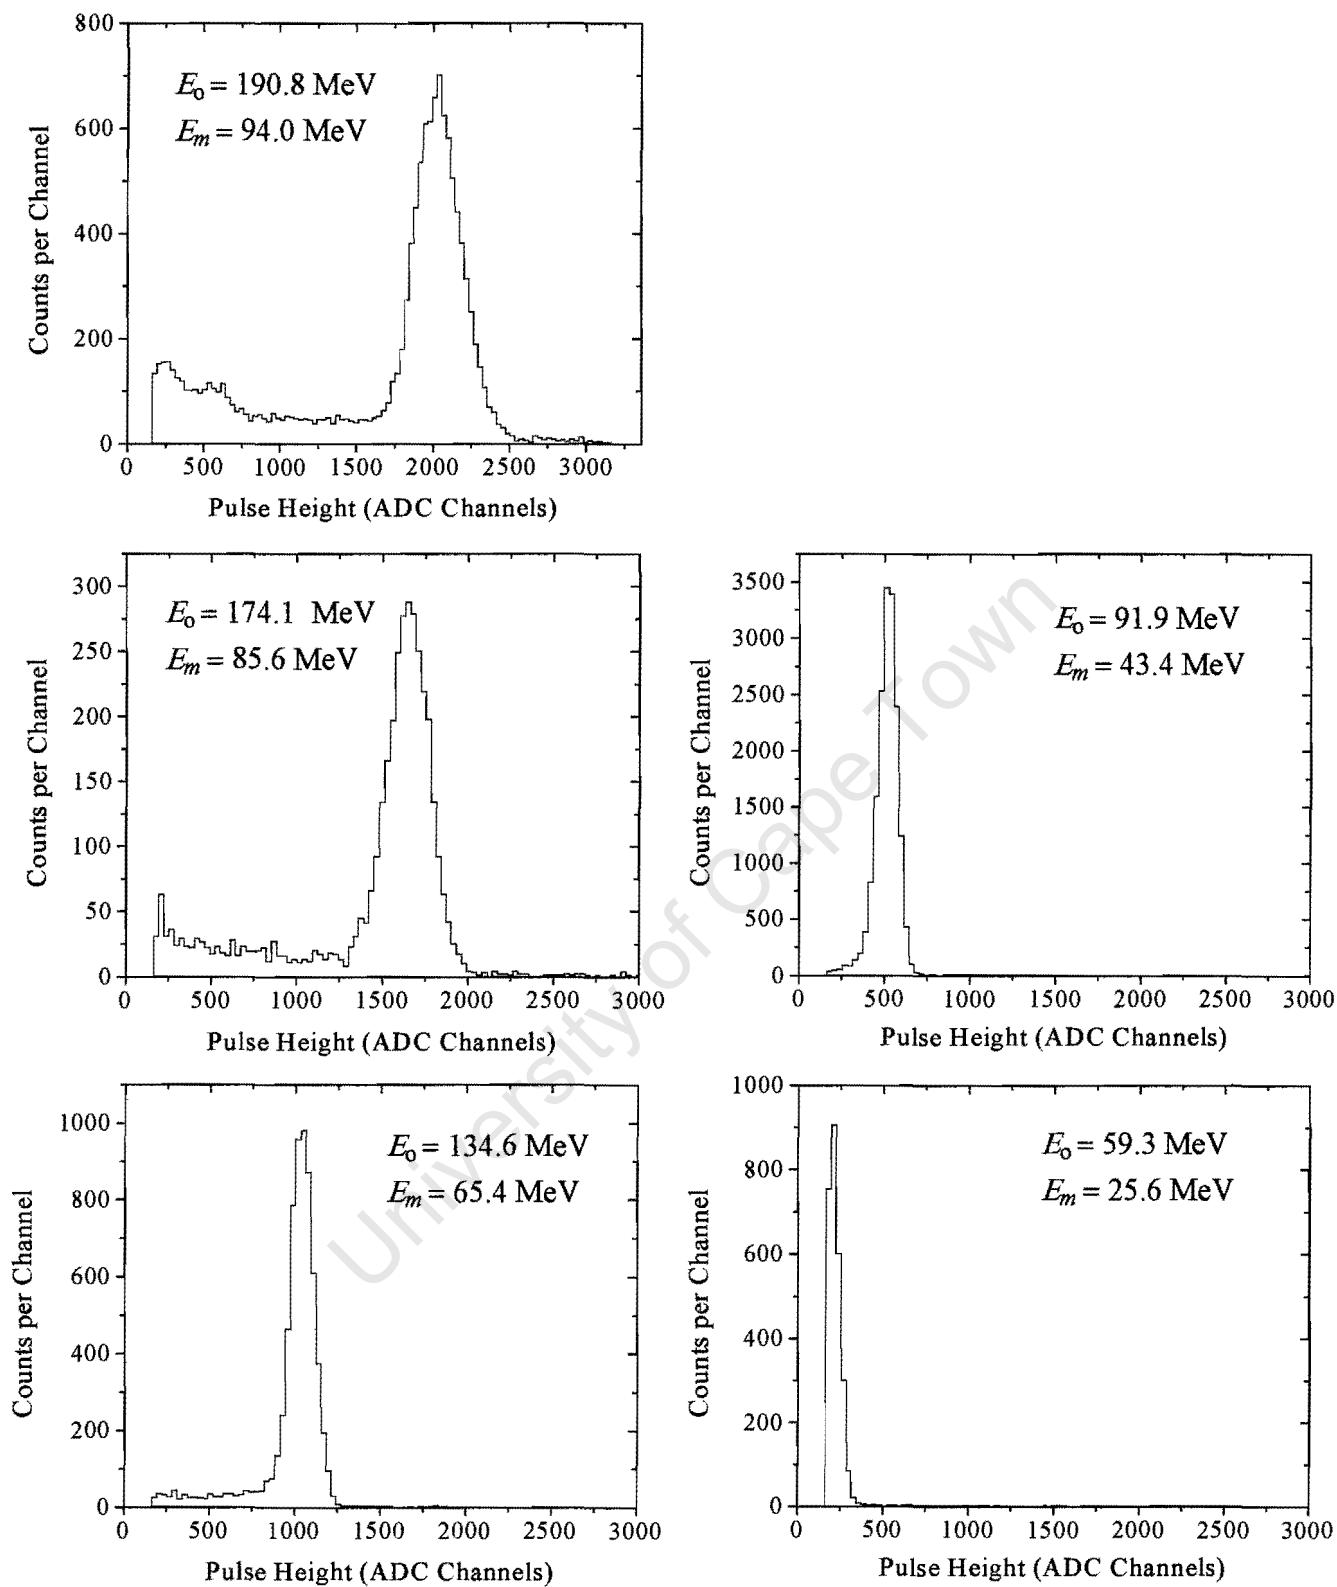 800
600
400
200
0
Counts per Channel
E₀ = 190.8 MeV
Eₘ = 94.0 MeV
0 500 1000 1500 2000 2500 3000
Pulse Height (ADC Channels)
300
250
200
150
100
50
0
Counts per Channel
E₀ = 174.1 MeV
Eₘ = 85.6 MeV
0 500 1000 1500 2000 2500 3000
Pulse Height (ADC Channels)
3500
3000
2500
2000
1500
1000
500
0
Counts per Channel
E₀ = 91.9 MeV
Eₘ = 43.4 MeV
0 500 1000 1500 2000 2500 3000
Pulse Height (ADC Channels)
1000
800
600
400
200
0
Counts per Channel
E₀ = 134.6 MeV
Eₘ = 65.4 MeV
0 500 1000 1500 2000 2500 3000
Pulse Height (ADC Channels)
1000
800
600
400
200
0
Counts per Channel
E₀ = 59.3 MeV
Eₘ = 25.6 MeV
0 500 1000 1500 2000 2500 3000
Pulse Height (ADC Channels)
University of Cape Town